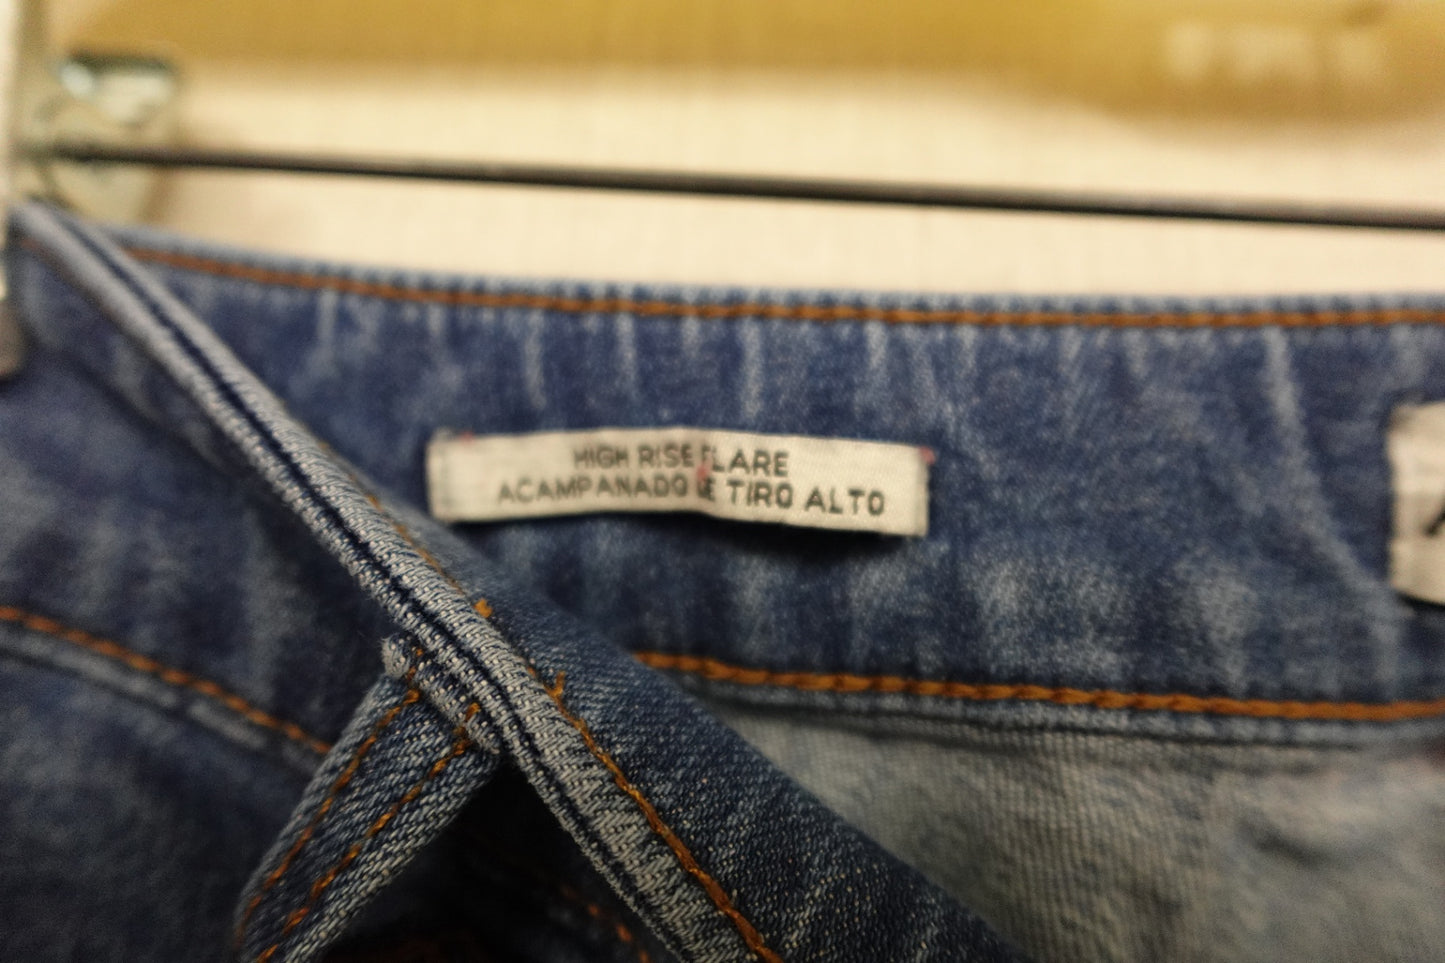 HIGH RISE FLARE
ACAMPANADO DE TIRO ALTO
A